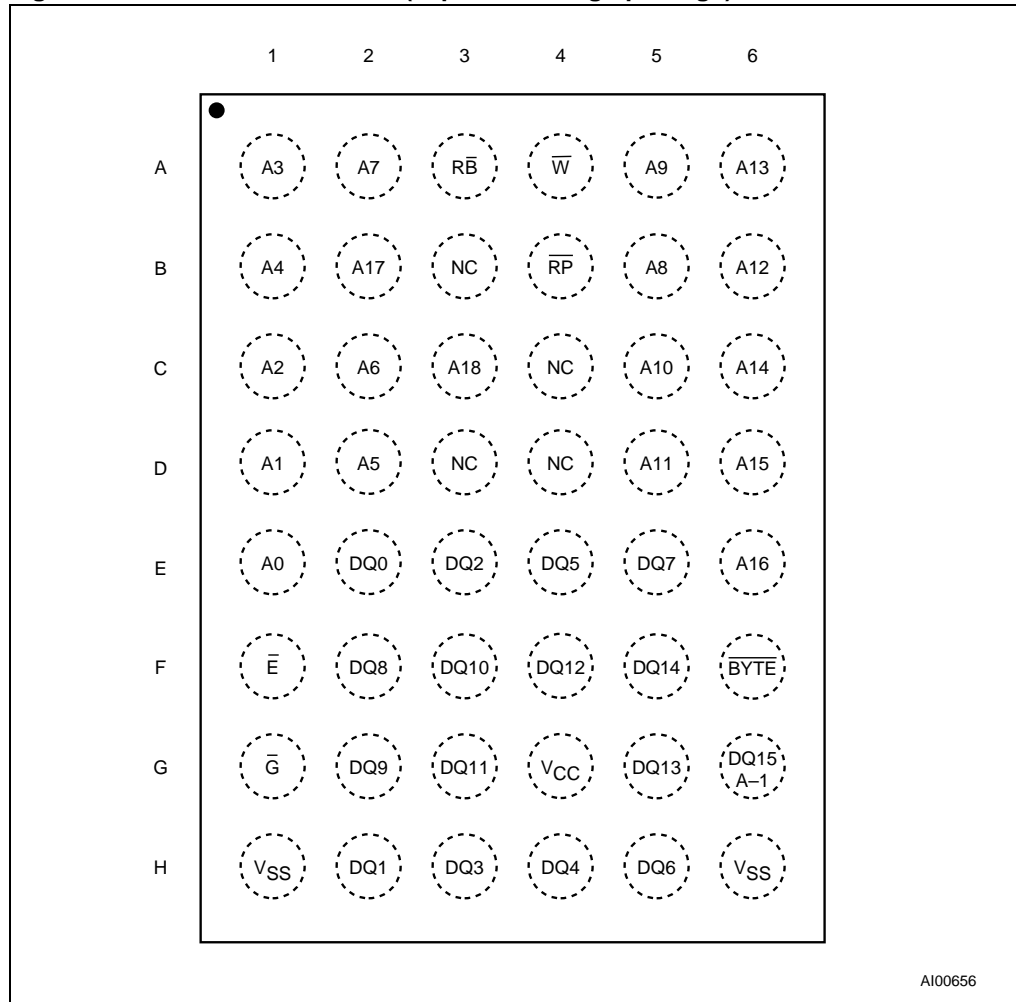 1 2 3 4 5 6
A A3 A7 RB̅ W̅ A9 A13
B A4 A17 NC R̅P̅ A8 A12
C A2 A6 A18 NC A10 A14
D A1 A5 NC NC A11 A15
E A0 DQ0 DQ2 DQ5 DQ7 A16
F E̅ DQ8 DQ10 DQ12 DQ14 B̅Y̅T̅E̅
G G̅ DQ9 DQ11 VCC DQ13 DQ15 A–1
H VSS DQ1 DQ3 DQ4 DQ6 VSS
AI00656